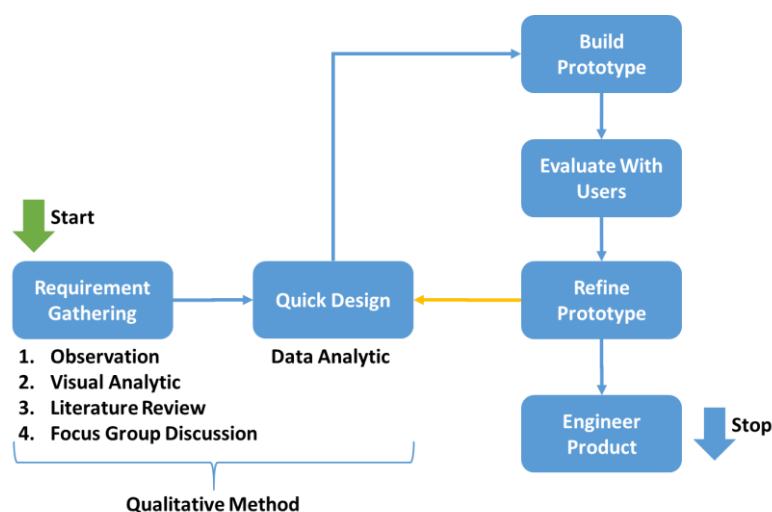 Build
Prototype
Evaluate With
Users
Start
Requirement
Gathering
Quick Design
Refine
Prototype
1. Observation
2. Visual Analytic
3. Literature Review
4. Focus Group Discussion
Data Analytic
Engineer
Product
Stop
Qualitative Method